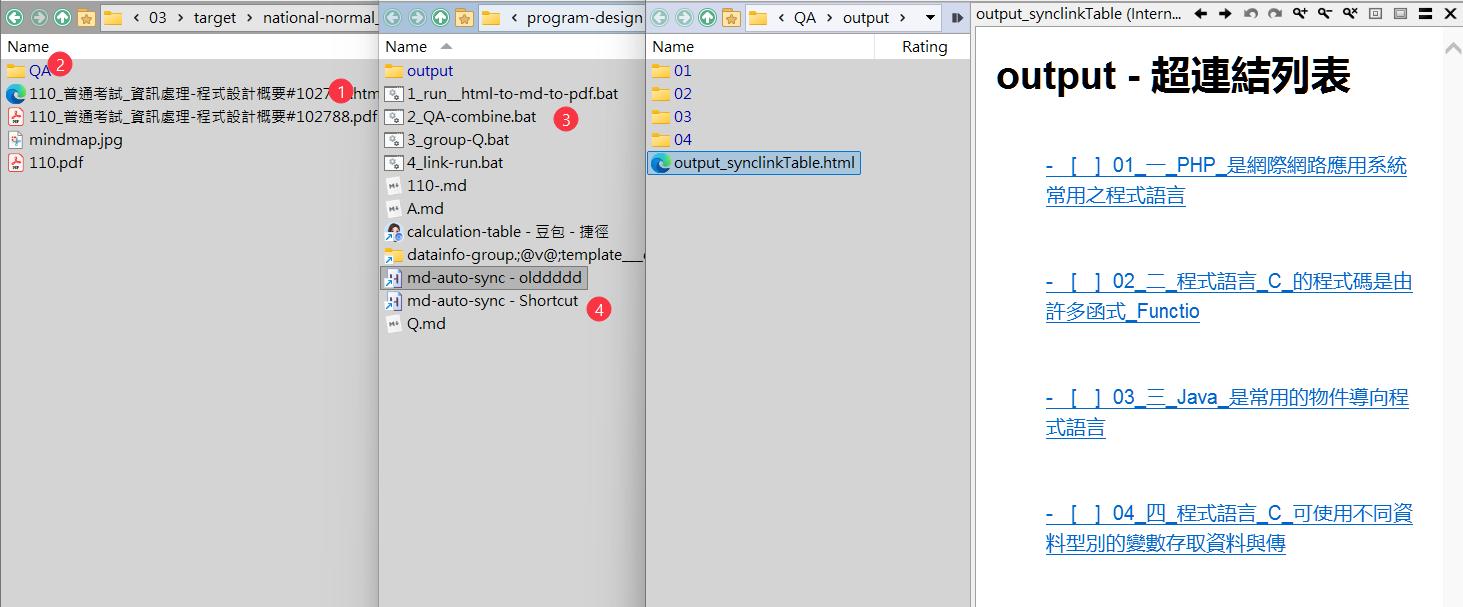 03 target national-normal_
Name
QA
2
110_普通考試_資訊處理-程式設計概要#1027 .htm
1
110_普通考試_資訊處理-程式設計概要#102788.pdf
mindmap.jpg
110.pdf
program-design
Name
output
1_run__html-to-md-to-pdf.bat
2_QA-combine.bat
3
3_group-Q.bat
4_link-run.bat
110-.md
A.md
calculation-table - 豆包 - 捷徑
datainfo-group.;@v@;template___
md-auto-sync - olddddd
md-auto-sync - Shortcut
4
Q.md
QA output
Name Rating
01
02
03
04
output_synclinkTable.html
output_synclinkTable (Intern...
output - 超連結列表
- [ ] 01_一_PHP_是網際網路應用系統
常用之程式語言
- [ ] 02_二_程式語言_C_的程式碼是由
許多函式_Functio
- [ ] 03_三_Java_是常用的物件導向程
式語言
- [ ] 04_四_程式語言_C_可使用不同資
料型別的變數存取資料與傳